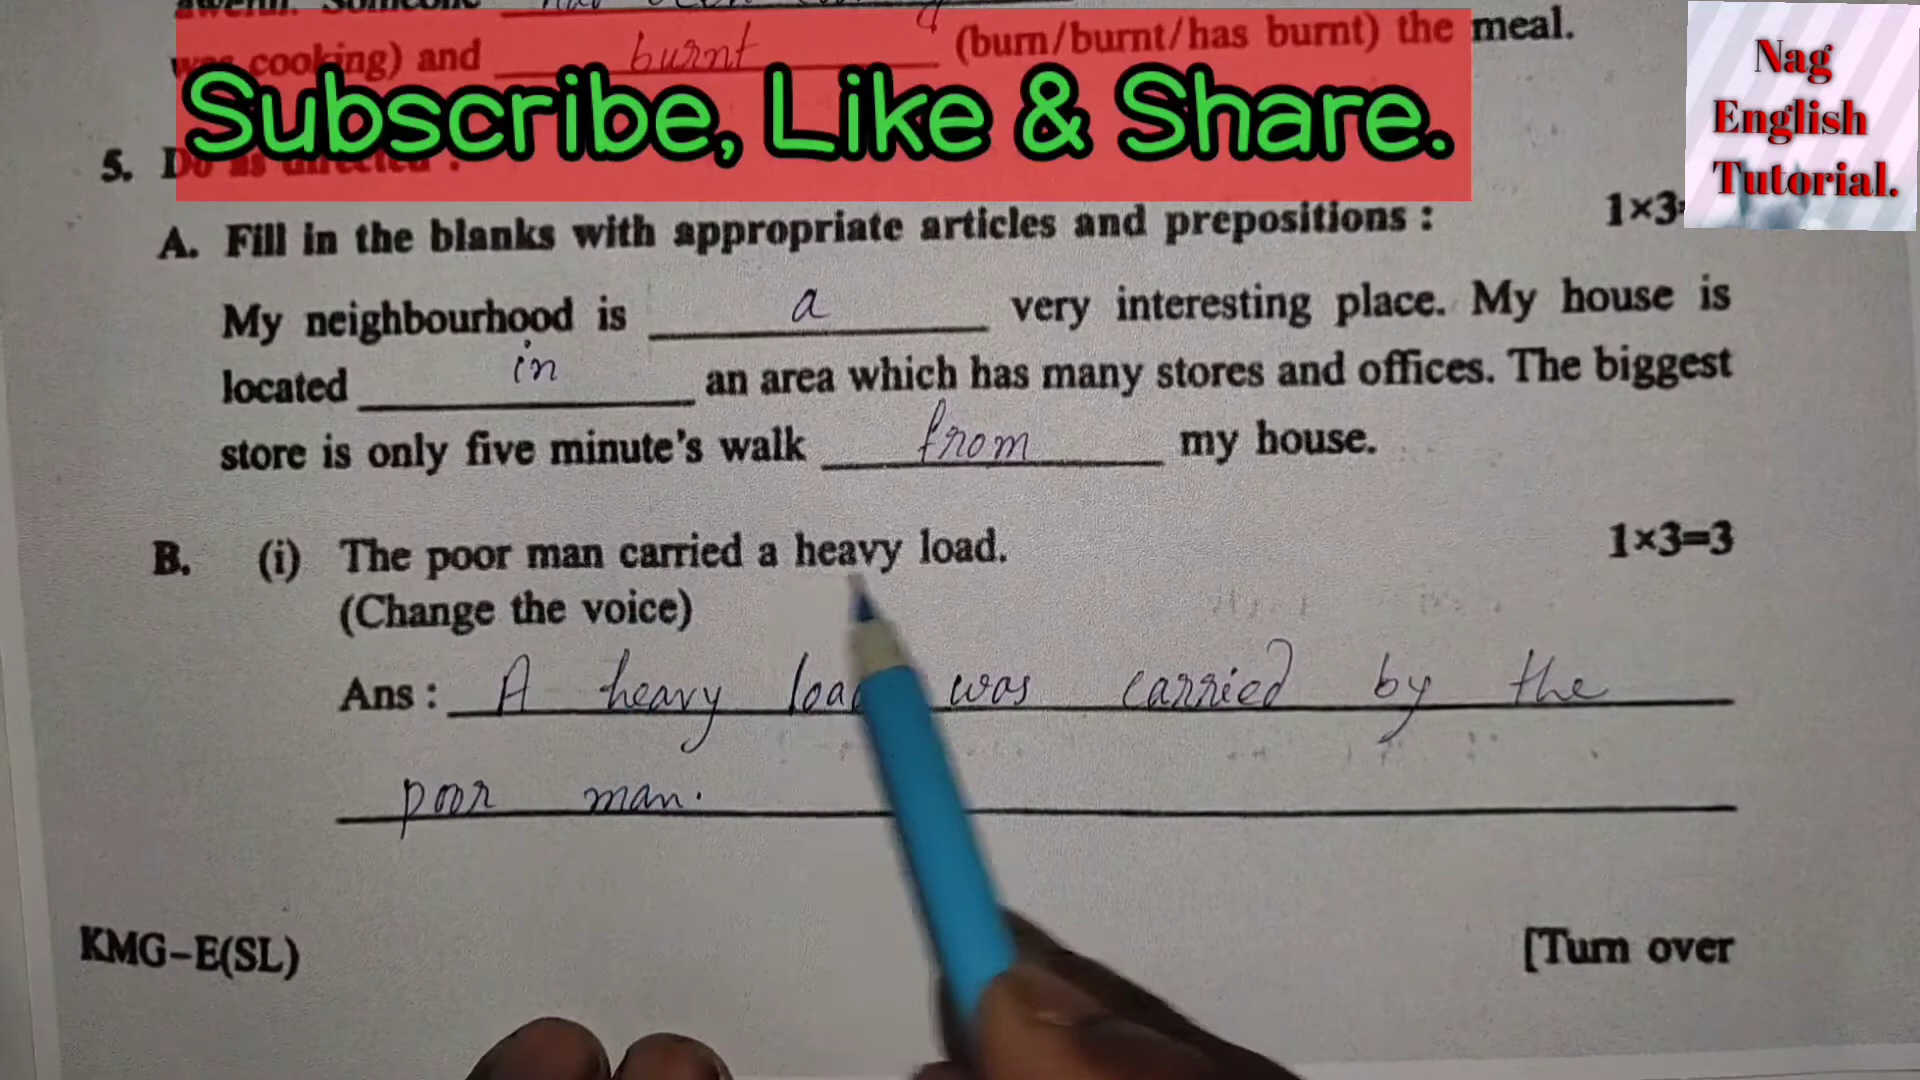 was cooking) and burnt (burn/burnt/has burnt) the meal.
Subscribe, Like & Share.
Nag
English
Tutorial.
5. Do as directed :
A. Fill in the blanks with appropriate articles and prepositions : 1×3
My neighbourhood is a very interesting place. My house is
located in an area which has many stores and offices. The biggest
store is only five minute's walk from my house.
B. (i) The poor man carried a heavy load. 1×3=3
(Change the voice)
Ans : A heavy load was carried by the
poor man.
KMG–E(SL) [Turn over